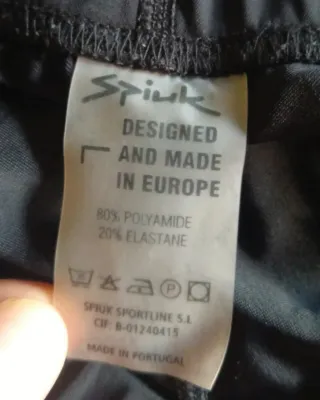 Spiuk
DESIGNED
AND MADE
IN EUROPE
80% POLYAMIDE
20% ELASTANE
P
SPIUK SPORTLINE S.L
CIF: B-01240415
MADE IN PORTUGAL